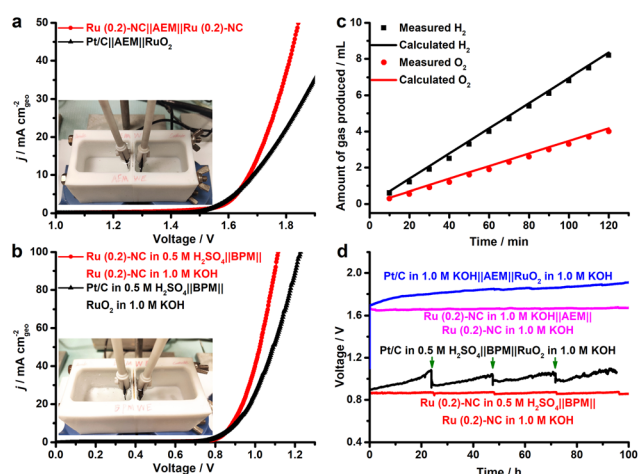 a
Ru (0.2)-NC||AEM||Ru (0.2)-NC
Pt/C||AEM||RuO₂
j / mA cm⁻²geo
50
40
30
20
10
0
1.0 1.2 1.4 1.6 1.8
Voltage / V
b
Ru (0.2)-NC in 0.5 M H₂SO₄||BPM||
Ru (0.2)-NC in 1.0 M KOH
Pt/C in 0.5 M H₂SO₄||BPM||
RuO₂ in 1.0 M KOH
j / mA cm⁻²geo
100
80
60
40
20
0
0.0 0.2 0.4 0.6 0.8 1.0 1.2
Voltage / V
c
Measured H₂
Calculated H₂
Measured O₂
Calculated O₂
Amount of gas produced / mL
10
8
6
4
2
0
0 20 40 60 80 100 120
Time / min
d
Pt/C in 1.0 M KOH||AEM||RuO₂ in 1.0 M KOH
Ru (0.2)-NC in 1.0 M KOH||AEM||
Ru (0.2)-NC in 1.0 M KOH
Pt/C in 0.5 M H₂SO₄||BPM||RuO₂ in 1.0 M KOH
Ru (0.2)-NC in 0.5 M H₂SO₄||BPM||
Ru (0.2)-NC in 1.0 M KOH
Voltage / V
2.0
1.6
1.2
0.8
0.4
0 20 40 60 80 100
Time / h